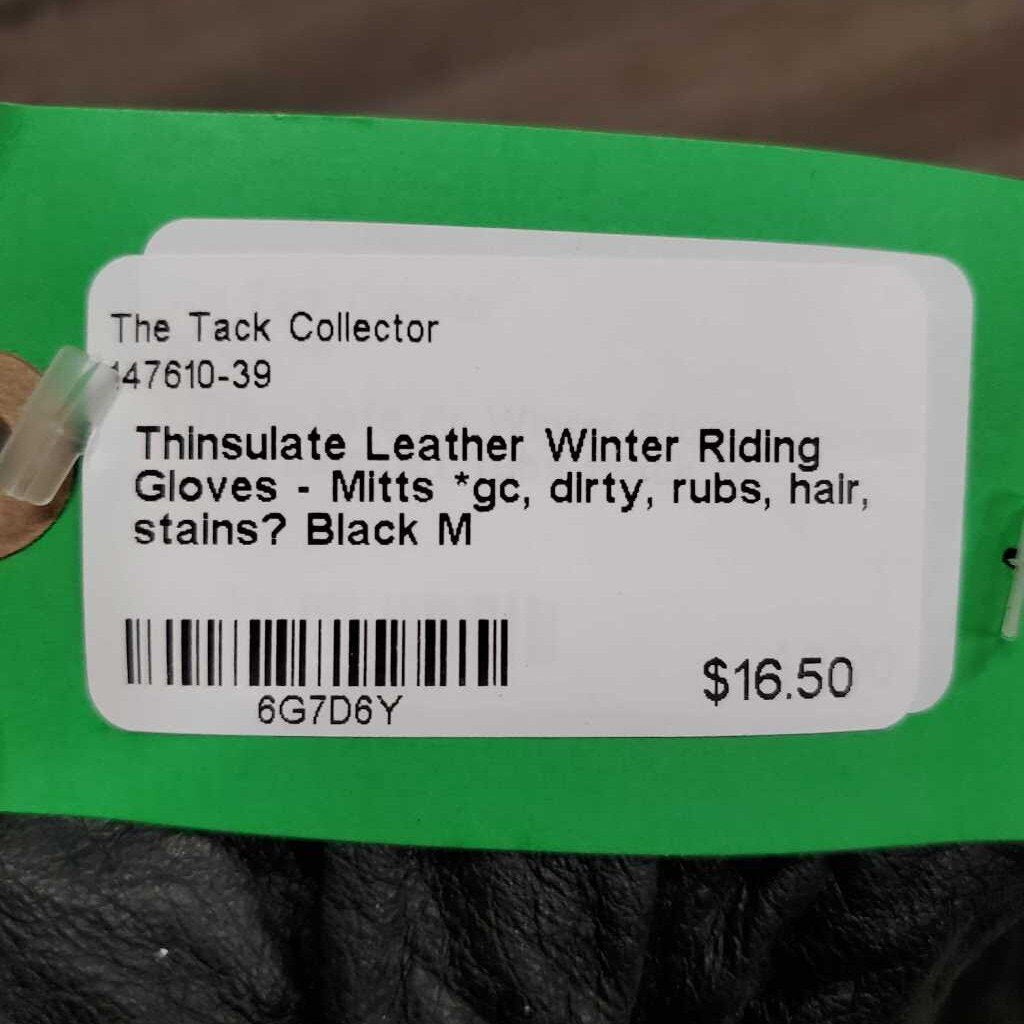 The Tack Collector
147610-39
Thinsulate Leather Winter Riding
Gloves - Mitts *gc, dirty, rubs, hair,
stains? Black M
6G7D6Y
$16.50